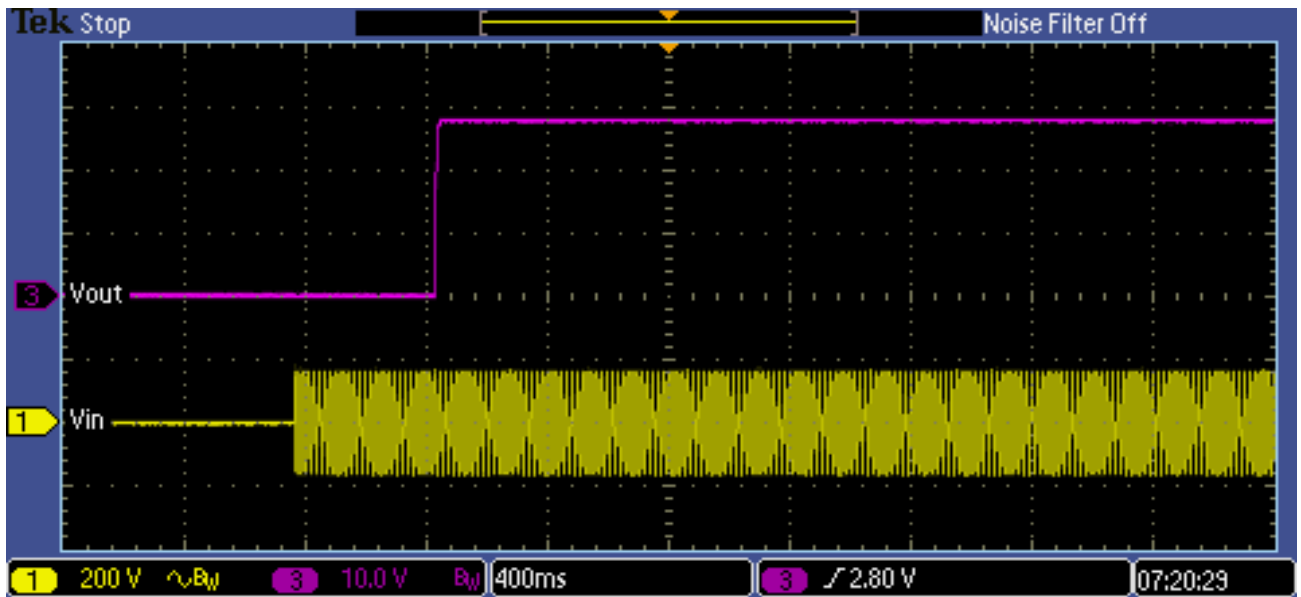 Tek Stop Noise Filter Off
3 Vout
1 Vin
1 200 V ∿BW 3 10.0 V BW 400ms 3 ƒ 2.80 V 07:20:29